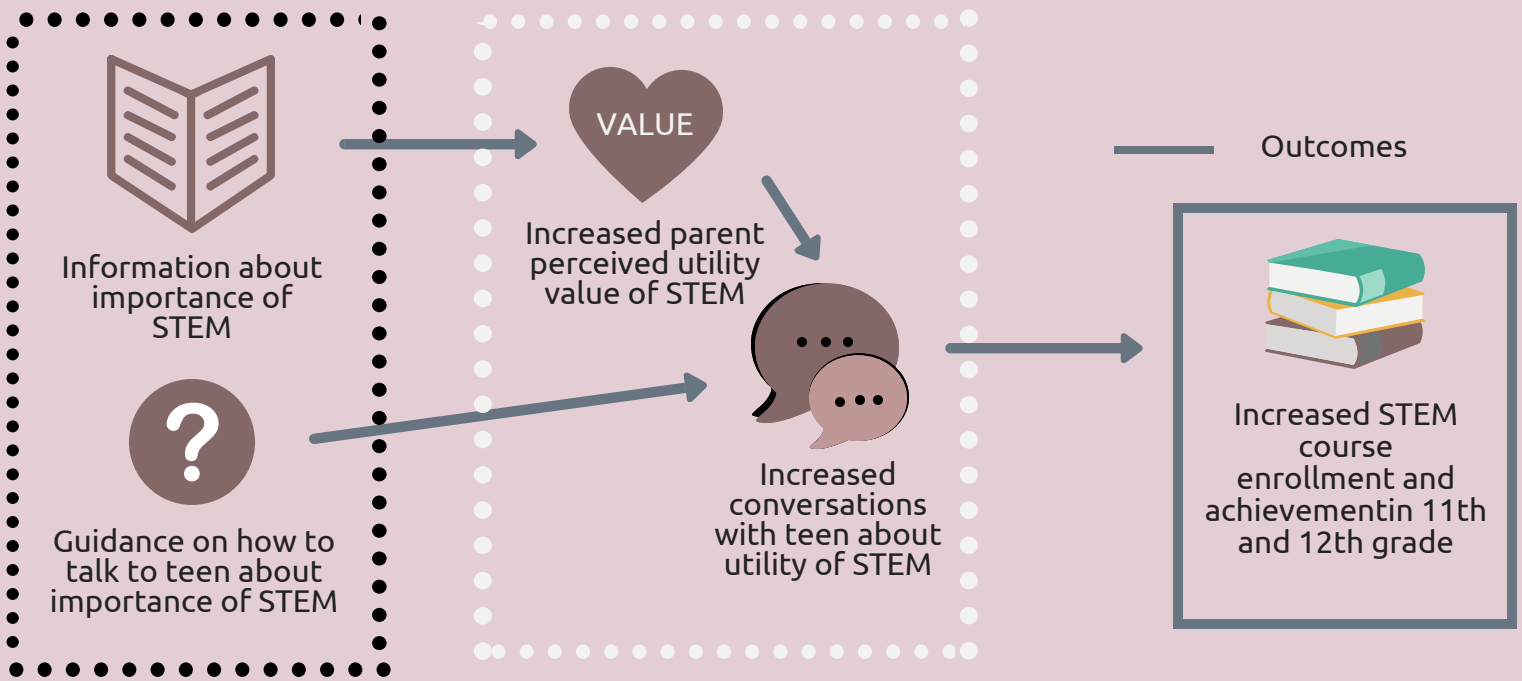 Information about
importance of
STEM
Guidance on how to
talk to teen about
importance of STEM
VALUE
Increased parent
perceived utility
value of STEM
Increased
conversations
with teen about
utility of STEM
Outcomes
Increased STEM
course
enrollment and
achievementin 11th
and 12th grade